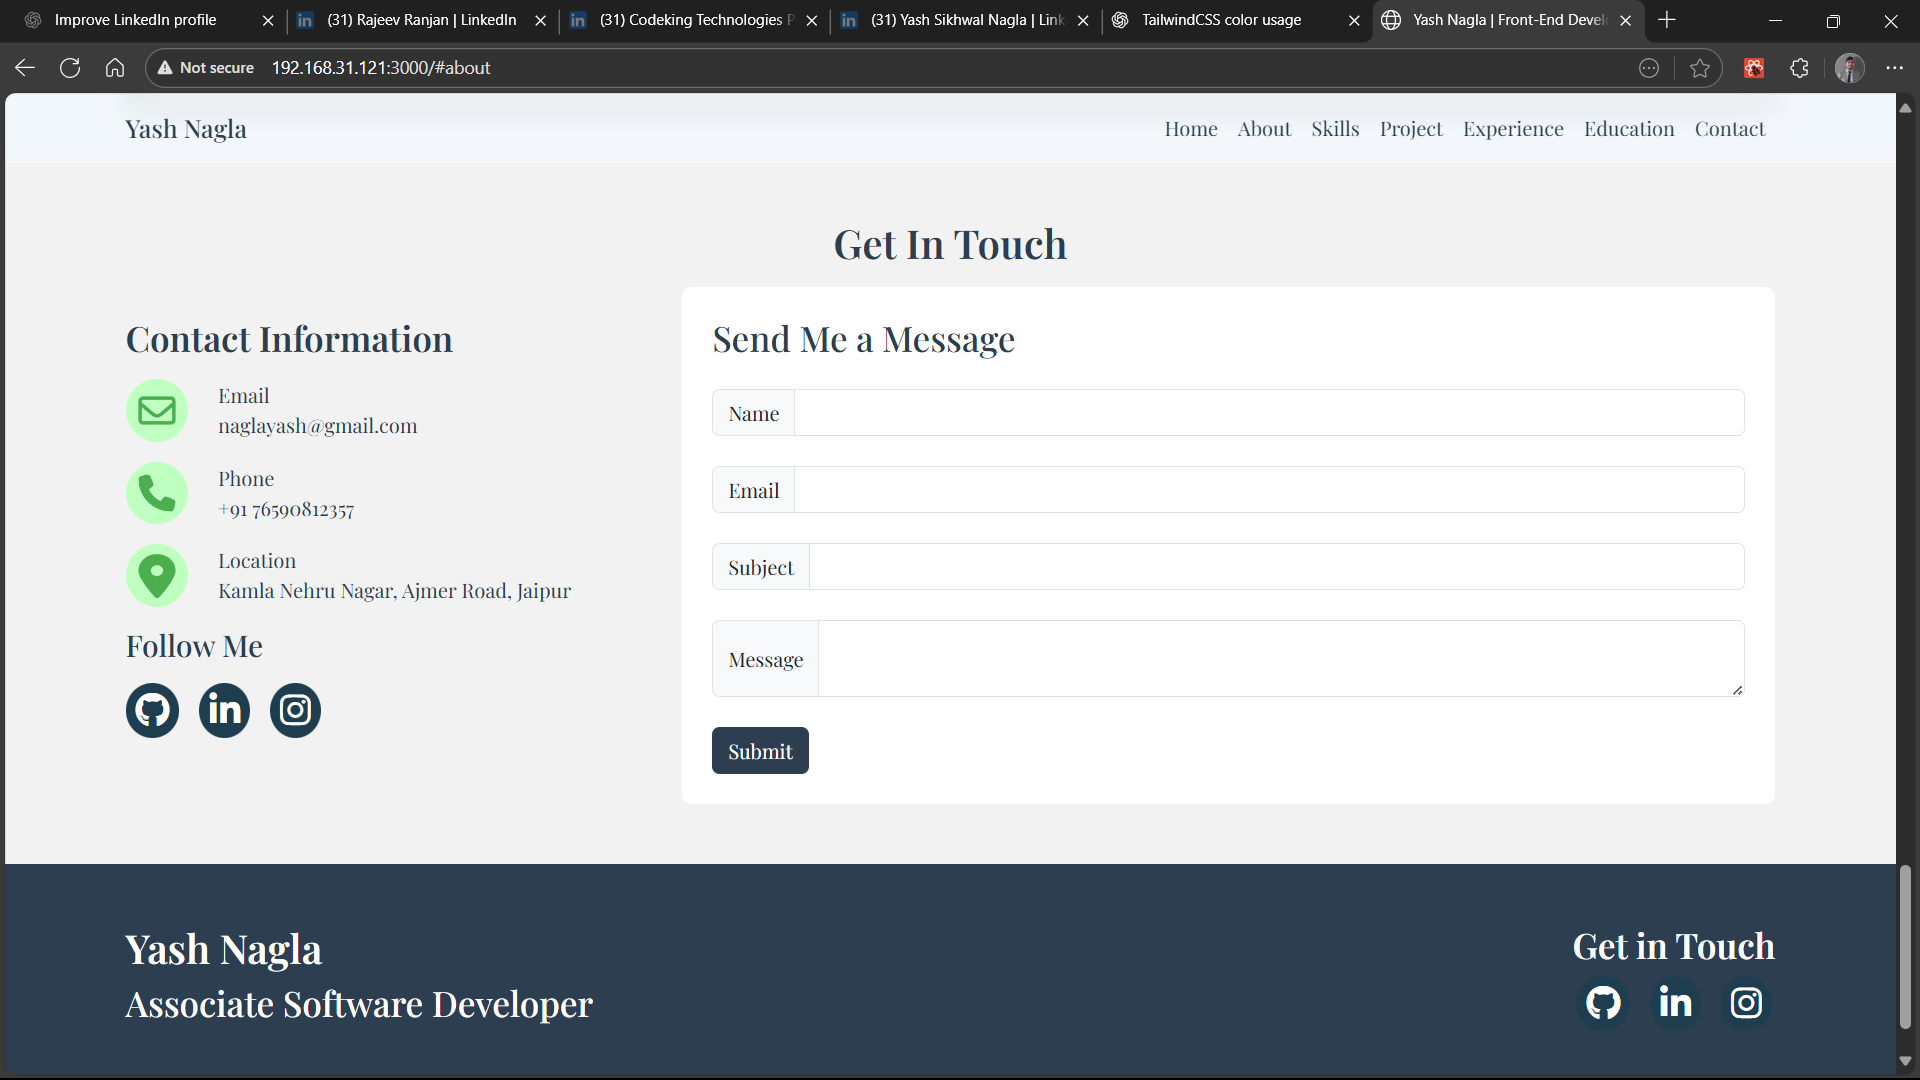 Improve LinkedIn profile
(31) Rajeev Ranjan | LinkedIn
(31) Codeking Technologies P
(31) Yash Sikhwal Nagla | Link
TailwindCSS color usage
Yash Nagla | Front-End Develo
Not secure 192.168.31.121:3000/#about
Yash Nagla
Home About Skills Project Experience Education Contact
Get In Touch
Contact Information
Email
naglayash@gmail.com
Phone
+91 76590812357
Location
Kamla Nehru Nagar, Ajmer Road, Jaipur
Follow Me
in
Send Me a Message
Name
Email
Subject
Message
Submit
Yash Nagla
Associate Software Developer
Get in Touch
in